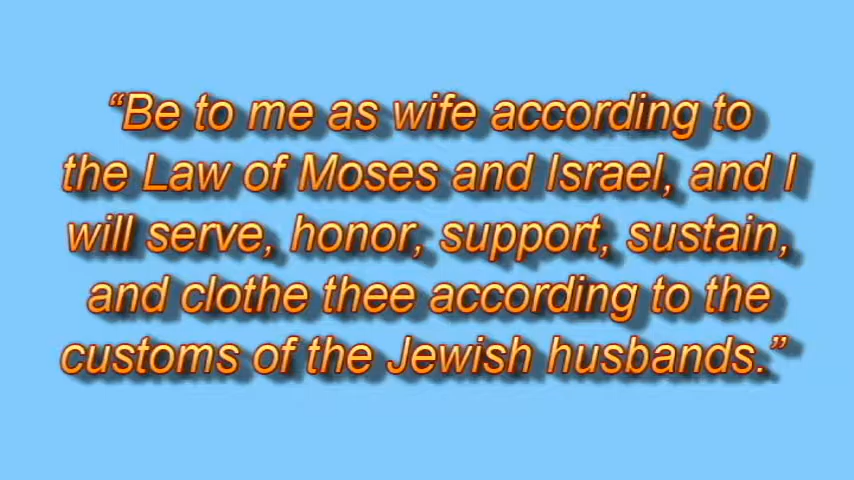 “Be to me as wife according to
the Law of Moses and Israel, and I
will serve, honor, support, sustain,
and clothe thee according to the
customs of the Jewish husbands.”